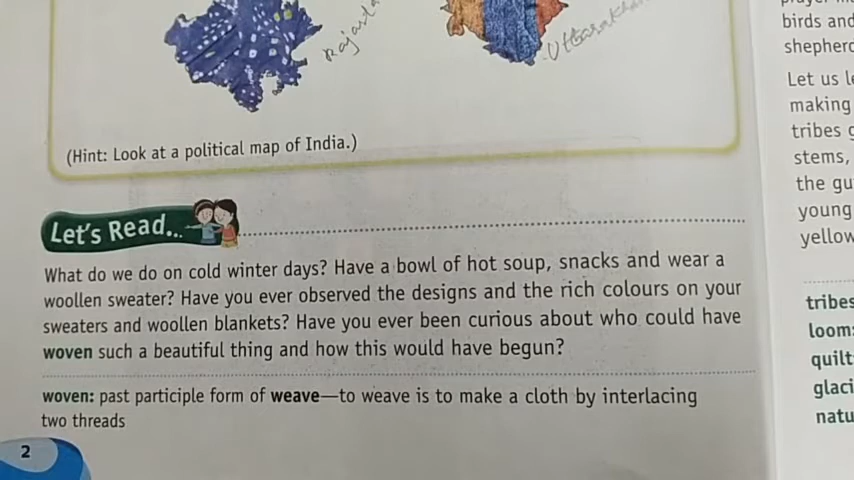 Rajasta
Uttarakhan
(Hint: Look at a political map of India.)
Let's Read...
What do we do on cold winter days? Have a bowl of hot soup, snacks and wear a
woollen sweater? Have you ever observed the designs and the rich colours on your
sweaters and woollen blankets? Have you ever been curious about who could have
woven such a beautiful thing and how this would have begun?
woven: past participle form of weave—to weave is to make a cloth by interlacing
two threads
2
birds and
shepherd
Let us le
making
tribes g
stems,
the gu
young
yellow
tribes
loom:
quilt
glaci
natu